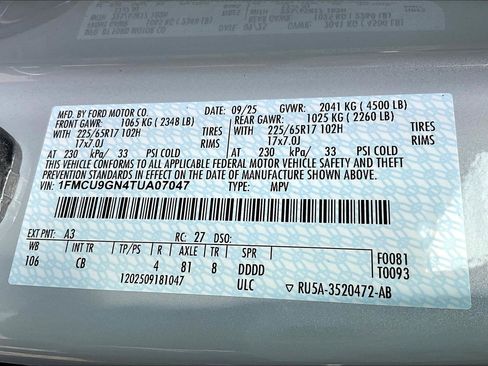 MFD. BY FORD MOTOR CO. DATE: 09/25 GVWR: 2041 KG ( 4500 LB)
FRONT GAWR: 1065 KG ( 2348 LB) REAR GAWR: 1025 KG ( 2260 LB)
WITH 225/65R17 102H TIRES WITH 225/65R17 102H TIRES
17x7.0J RIMS 17x7.0J RIMS
AT 230 kPa/ 33 PSI COLD AT 230 kPa/ 33 PSI COLD
THIS VEHICLE CONFORMS TO ALL APPLICABLE FEDERAL MOTOR VEHICLE SAFETY AND
THEFT PREVENTION STANDARDS IN EFFECT ON THE DATE OF MANUFACTURE SHOWN ABOVE.
VIN: 1FMCU9GN4TUA07047 TYPE: MPV
EXT PNT: A3 RC: 27 DSO:
WB INT TR TP/PS R AXLE TR SPR F0081
106 CB 4 81 8 DDDD T0093
1202509181047 ULC RU5A-3520472-AB